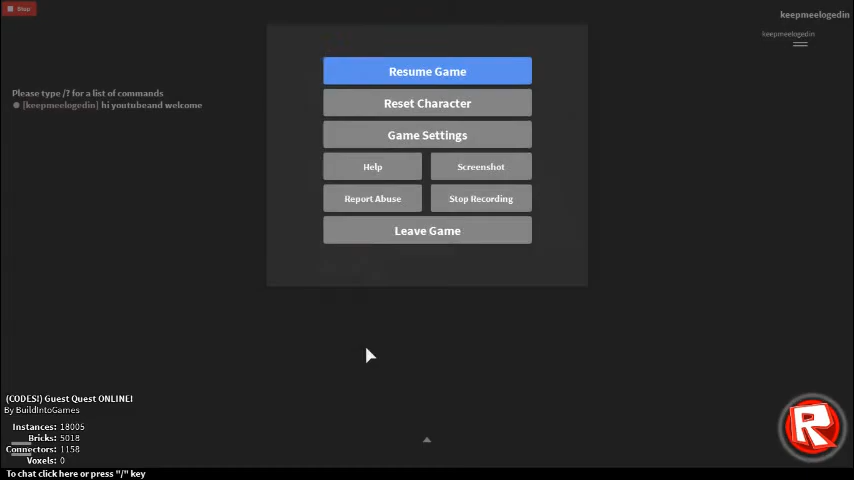 Stop
keepmeelogedin
keepmeelogedin
Resume Game
Please type /? for a list of commands
[keepmeelogedin] hi youtubeand welcome
Reset Character
Game Settings
Help
Screenshot
Report Abuse
Stop Recording
Leave Game
(CODES!) Guest Quest ONLINE!
By BuildIntoGames
Instances: 18005
Bricks: 5018
Connectors: 1158
Voxels: 0
To chat click here or press "/" key
R